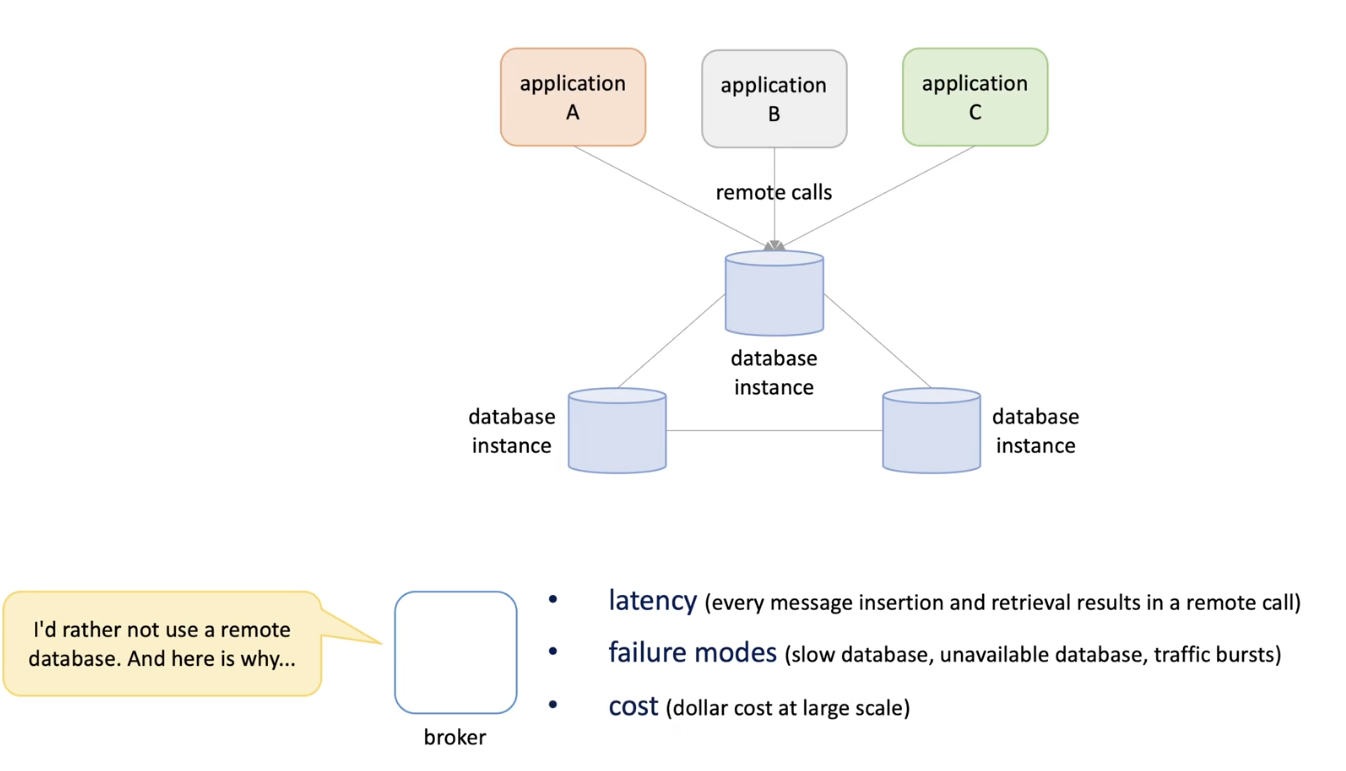 application
A
application
B
application
C
remote calls
database
instance
database
instance
database
instance
I'd rather not use a remote
database. And here is why...
broker
• latency (every message insertion and retrieval results in a remote call)
• failure modes (slow database, unavailable database, traffic bursts)
• cost (dollar cost at large scale)